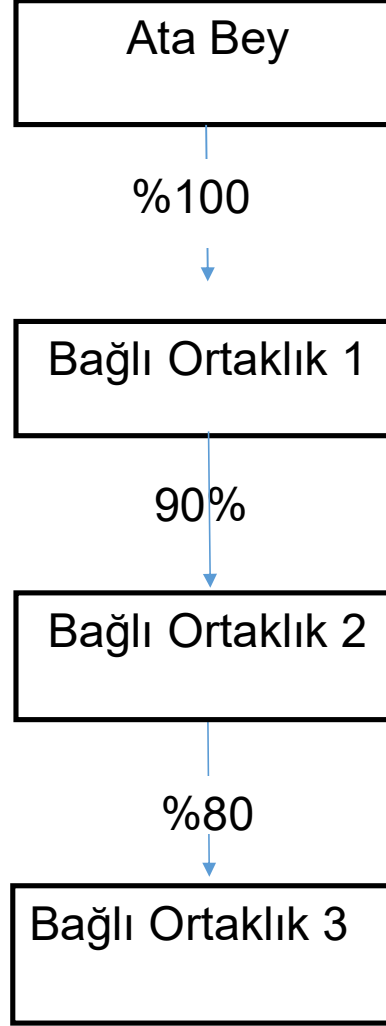 Ata Bey
%100
Bağlı Ortaklık 1
90%
Bağlı Ortaklık 2
%80
Bağlı Ortaklık 3